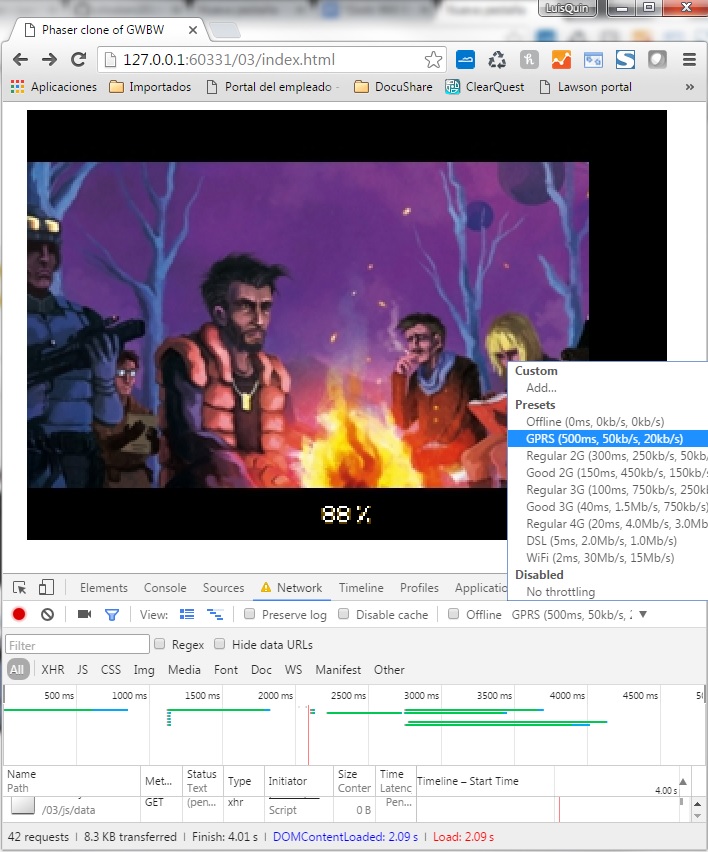 LuisQuin
Phaser clone of GWBW
127.0.0.1:60331/03/index.html
Aplicaciones Importados Portal del empleado DocuShare ClearQuest Lawson portal »
88 %
Custom
Add...
Presets
Offline (0ms, 0kb/s, 0kb/s)
GPRS (500ms, 50kb/s, 20kb/s)
Regular 2G (300ms, 250kb/s, 50kb/
Good 2G (150ms, 450kb/s, 150kb/s
Regular 3G (100ms, 750kb/s, 250k
Good 3G (40ms, 1.5Mb/s, 750kb/s)
Regular 4G (20ms, 4.0Mb/s, 3.0Mb
DSL (5ms, 2.0Mb/s, 1.0Mb/s)
WiFi (2ms, 30Mb/s, 15Mb/s)
Disabled
No throttling
Elements Console Sources Network Timeline Profiles Applicatio
View: Preserve log Disable cache Offline GPRS (500ms, 50kb/s, 2
Filter Regex Hide data URLs
All XHR JS CSS Img Media Font Doc WS Manifest Other
500 ms 1000 ms 1500 ms 2000 ms 2500 ms 3000 ms 3500 ms 4000 ms 4500 ms
Name Met... Status Type Initiator Size Time Timeline – Start Time
Path Text Conter Latenc 4.00 s
GET (pen... xhr Pen...
/03/js/data Script 0 B
42 requests | 8.3 KB transferred | Finish: 4.01 s | DOMContentLoaded: 2.09 s | Load: 2.09 s